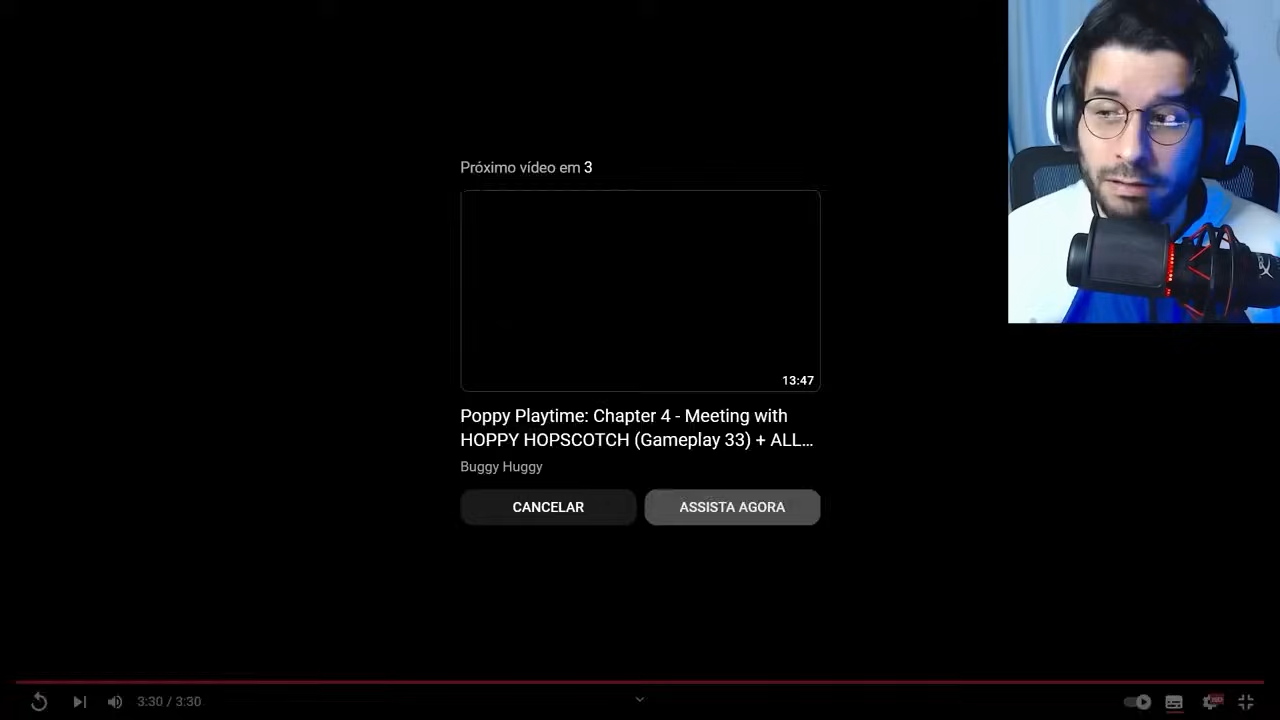 Próximo vídeo em 3
13:47
Poppy Playtime: Chapter 4 - Meeting with
HOPPY HOPSCOTCH (Gameplay 33) + ALL…
Buggy Huggy
CANCELAR
ASSISTA AGORA
3:30 / 3:30